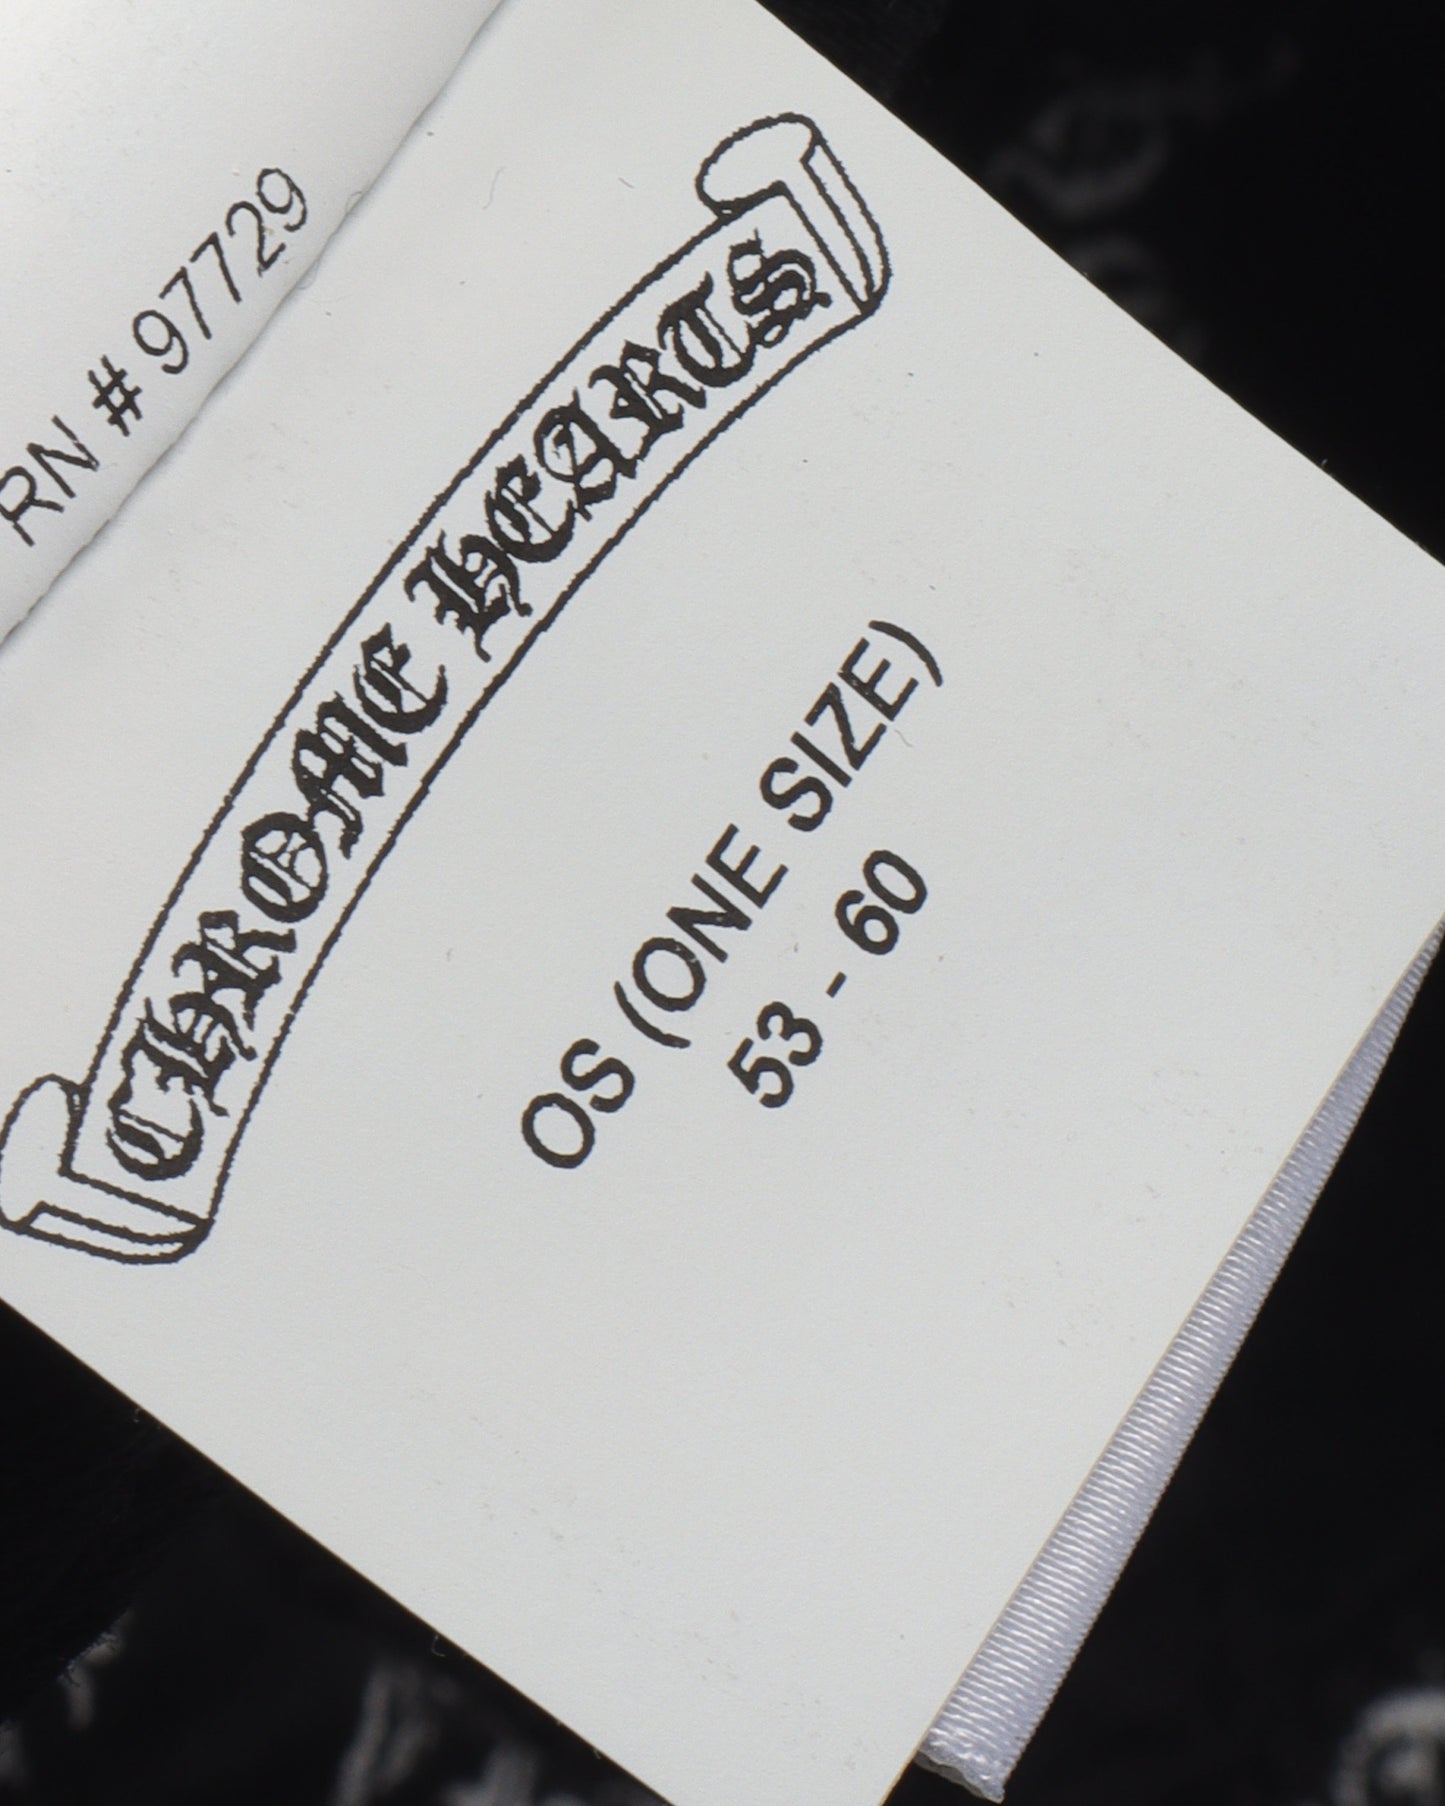 RN # 97729
CHROME HEARTS
OS (ONE SIZE)
53 - 60